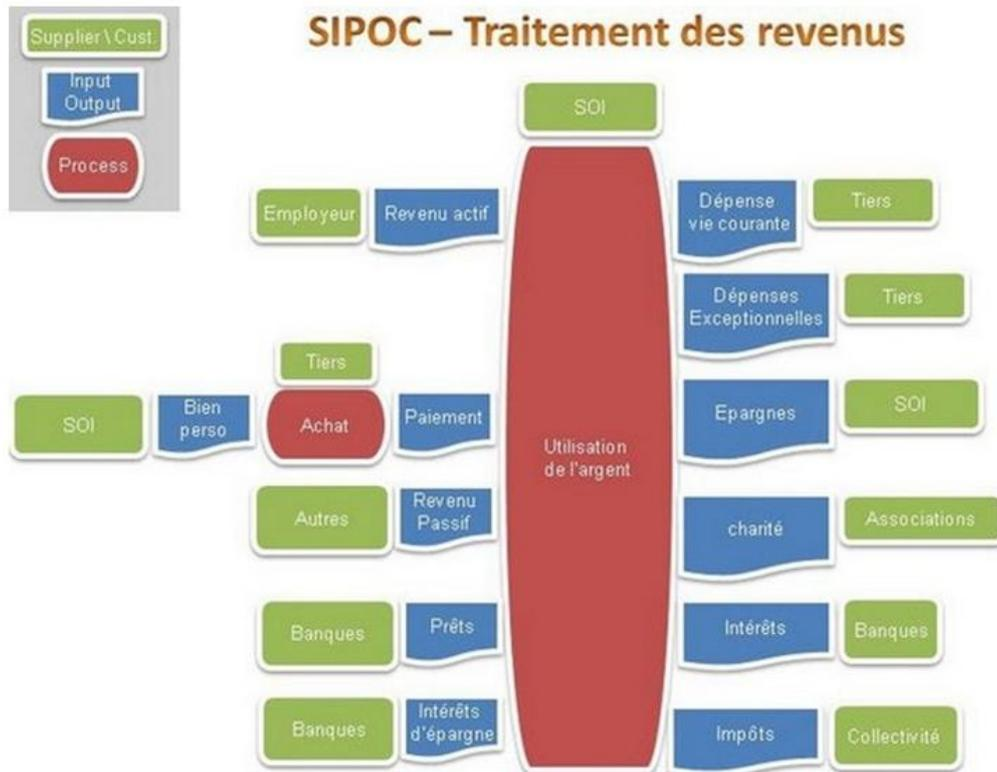 Supplier \ Cust.
Input
Output
Process
SIPOC – Traitement des revenus
SOI
Employeur
Revenu actif
Dépense
vie courante
Tiers
Dépenses
Exceptionnelles
Tiers
Tiers
SOI
Bien
perso
Achat
Paiement
Utilisation
de l'argent
Epargnes
SOI
Autres
Revenu
Passif
charité
Associations
Banques
Prêts
Intérêts
Banques
Banques
Intérêts
d'épargne
Impôts
Collectivité